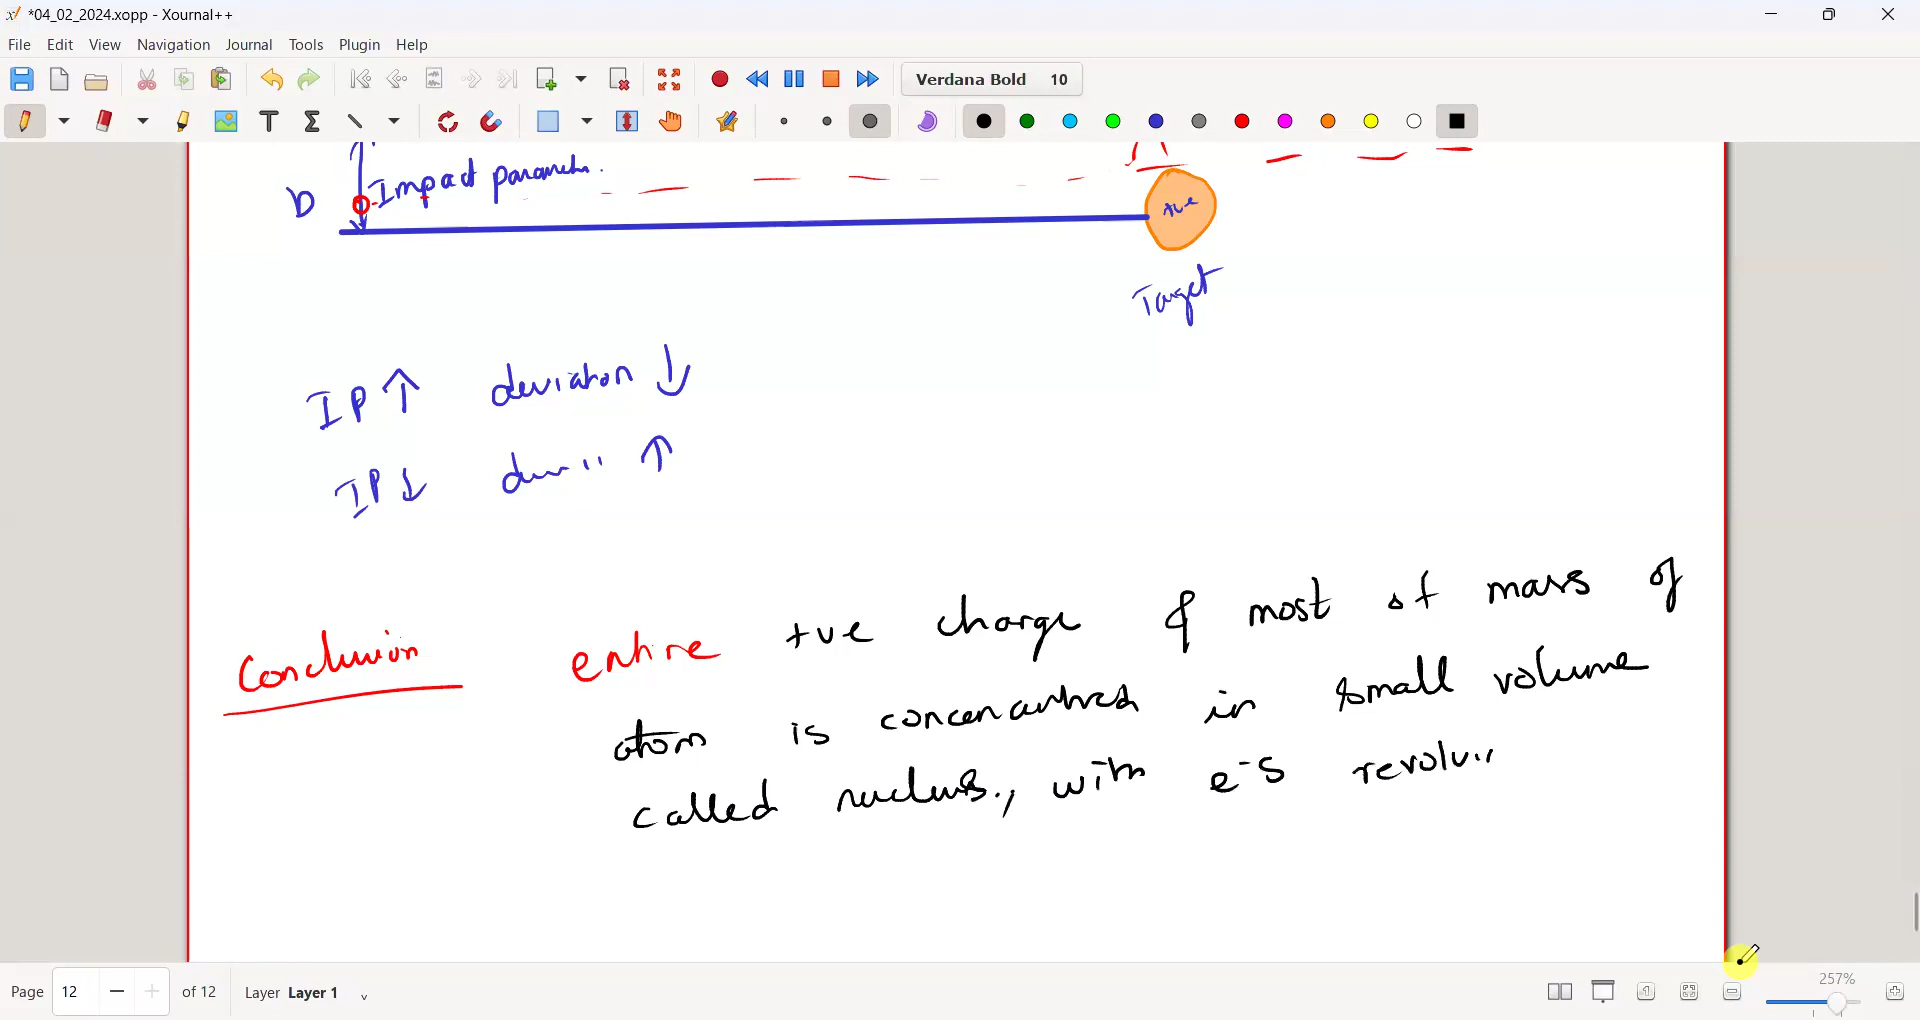 *04_02_2024.xopp - Xournal++
File Edit View Navigation Journal Tools Plugin Help
Verdana Bold 10
b Impact parameter.
+ve
Target
IP ↑ deviation ↓
IP ↓ ↑
Conclusion entire +ve charge & most of mass of
atom is concentrated in small volume
called nucleus., with e-s revolvi
Page 12 of 12 Layer Layer 1
257%